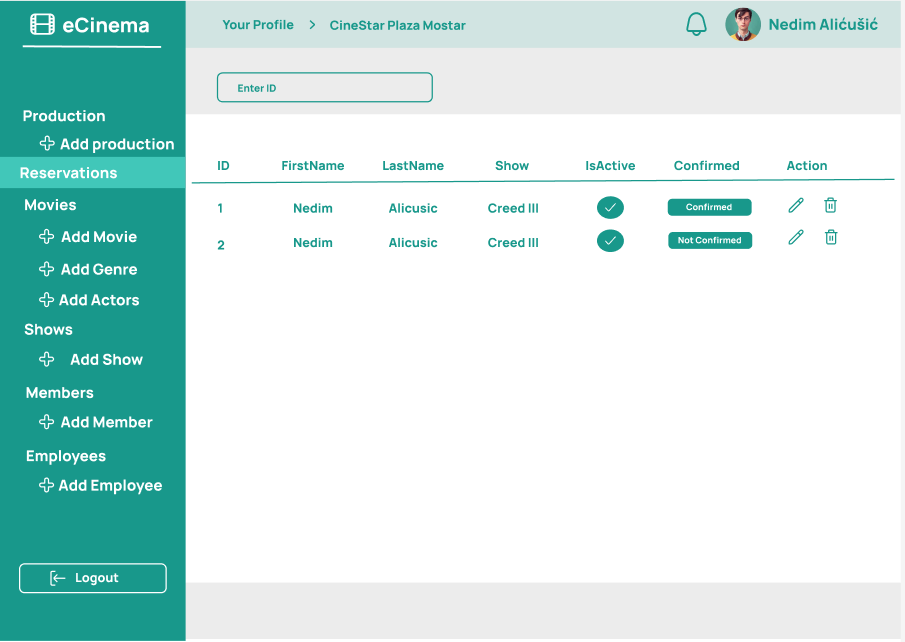 eCinema
Your Profile > CineStar Plaza Mostar
Nedim Alićušić
Enter ID
Production
Add production
Reservations
Movies
Add Movie
Add Genre
Add Actors
Shows
Add Show
Members
Add Member
Employees
Add Employee
Logout
ID FirstName LastName Show IsActive Confirmed Action
1 Nedim Alicusic Creed III Confirmed
2 Nedim Alicusic Creed III Not Confirmed